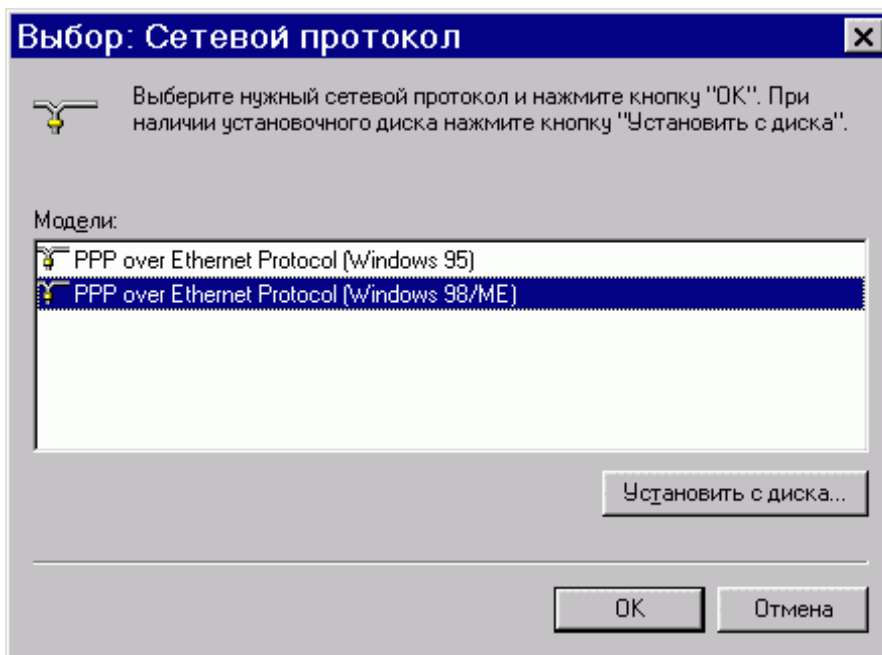 Выбор: Сетевой протокол
Выберите нужный сетевой протокол и нажмите кнопку "ОК". При
наличии установочного диска нажмите кнопку "Установить с диска".
Модели:
PPP over Ethernet Protocol (Windows 95)
PPP over Ethernet Protocol (Windows 98/ME)
Установить с диска...
ОК
Отмена